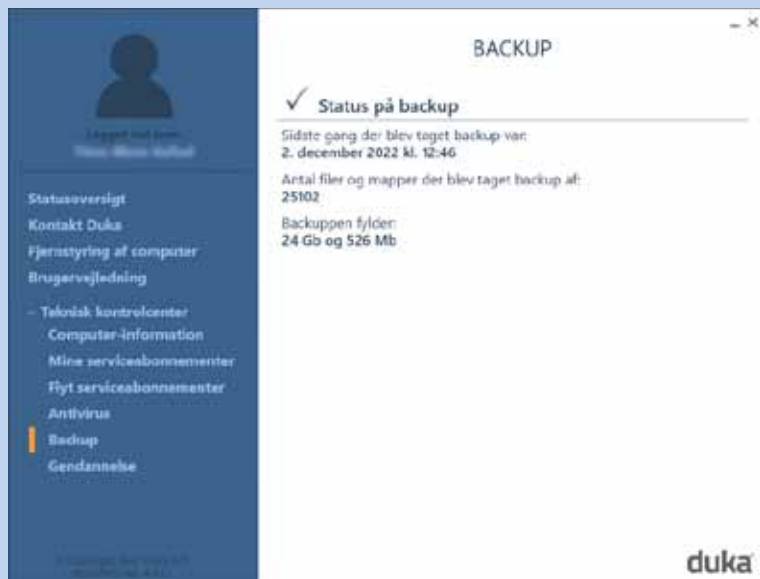 BACKUP
Status på backup
Sidste gang der blev taget backup var:
2. december 2022 kl. 12:46
Antal filer og mapper der blev taget backup af:
25102
Backuppen fylder:
24 Gb og 526 Mb
Statusoversigt
Kontakt Duka
Fjernstyring af computer
Brugervejledning
- Teknisk kontrolcenter
Computer-information
Mine serviceabonnementer
Flyt serviceabonnementer
Antivirus
Backup
Gendannelse
duka